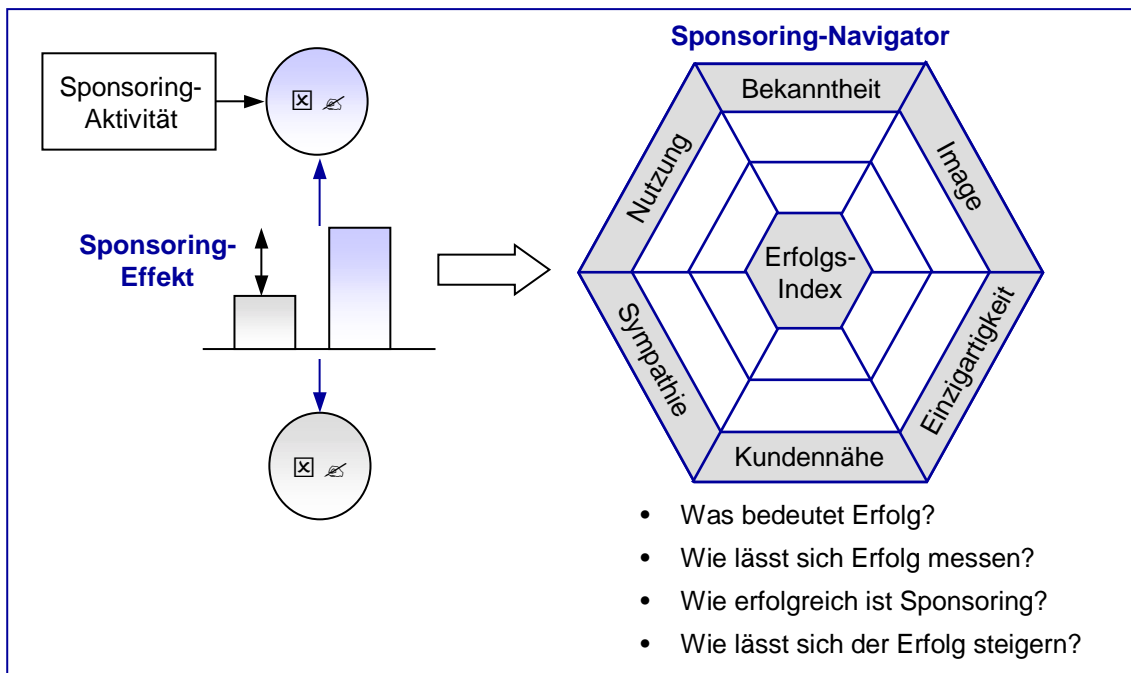 Sponsoring-
Aktivität
Sponsoring-
Effekt
Sponsoring-Navigator
Bekanntheit
Image
Einzigartigkeit
Kundennähe
Sympathie
Nutzung
Erfolgs-
Index
• Was bedeutet Erfolg?
• Wie lässt sich Erfolg messen?
• Wie erfolgreich ist Sponsoring?
• Wie lässt sich der Erfolg steigern?